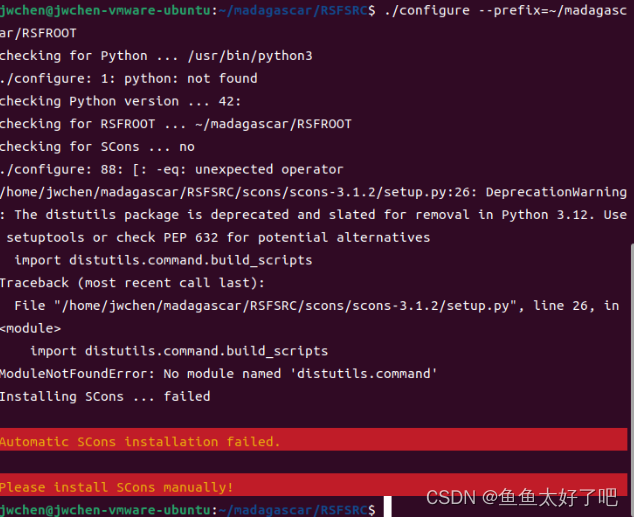 jwchen@jwchen-vmware-ubuntu:~/madagascar/RSFSRC$ ./configure --prefix=~/madagasc
ar/RSFROOT
checking for Python ... /usr/bin/python3
./configure: 1: python: not found
checking Python version ... 42:
checking for RSFROOT ... ~/madagascar/RSFROOT
checking for SCons ... no
./configure: 88: [: -eq: unexpected operator
/home/jwchen/madagascar/RSFSRC/scons/scons-3.1.2/setup.py:26: DeprecationWarning
: The distutils package is deprecated and slated for removal in Python 3.12. Use
 setuptools or check PEP 632 for potential alternatives
  import distutils.command.build_scripts
Traceback (most recent call last):
  File "/home/jwchen/madagascar/RSFSRC/scons/scons-3.1.2/setup.py", line 26, in
<module>
    import distutils.command.build_scripts
ModuleNotFoundError: No module named 'distutils.command'
Installing SCons ... failed
Automatic SCons installation failed.
Please install SCons manually!
jwchen@jwchen-vmware-ubuntu:~/madagascar/RSFSRC$
CSDN @鱼鱼太好了吧